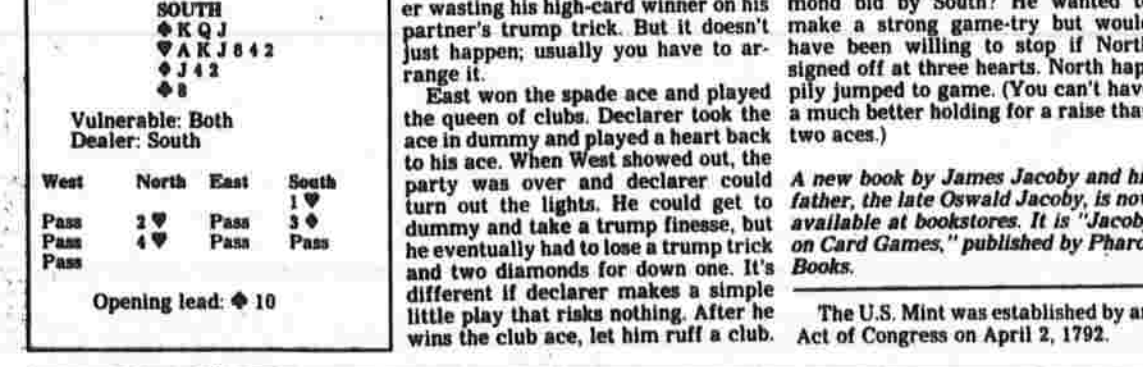 SOUTH
♠ K Q J
♥ A K J 8 4 2
♦ J 4 2
♣ 8
Vulnerable: Both
Dealer: South
West North East South
1 ♥
Pass 2 ♥ Pass 3 ♦
Pass 4 ♥ Pass Pass
Pass
Opening lead: ♠ 10
er wasting his high-card winner on his
partner's trump trick. But it doesn't
just happen; usually you have to ar-
range it.
East won the spade ace and played
the queen of clubs. Declarer took the
ace in dummy and played a heart back
to his ace. When West showed out, the
party was over and declarer could
turn out the lights. He could get to
dummy and take a trump finesse, but
he eventually had to lose a trump trick
and two diamonds for down one. It's
different if declarer makes a simple
little play that risks nothing. After he
wins the club ace, let him ruff a club.
mond bid by South? He wanted
make a strong game-try but
have been willing to stop if
signed off at three hearts. North hap
pily jumped to game. (You can't
a much better holding for a raise
two aces.)
A new book by James Jacoby and
father, the late Oswald Jacoby, is
available at bookstores. It is "Jacob
on Card Games," published by
Books.
The U.S. Mint was established by
Act of Congress on April 2, 1792.